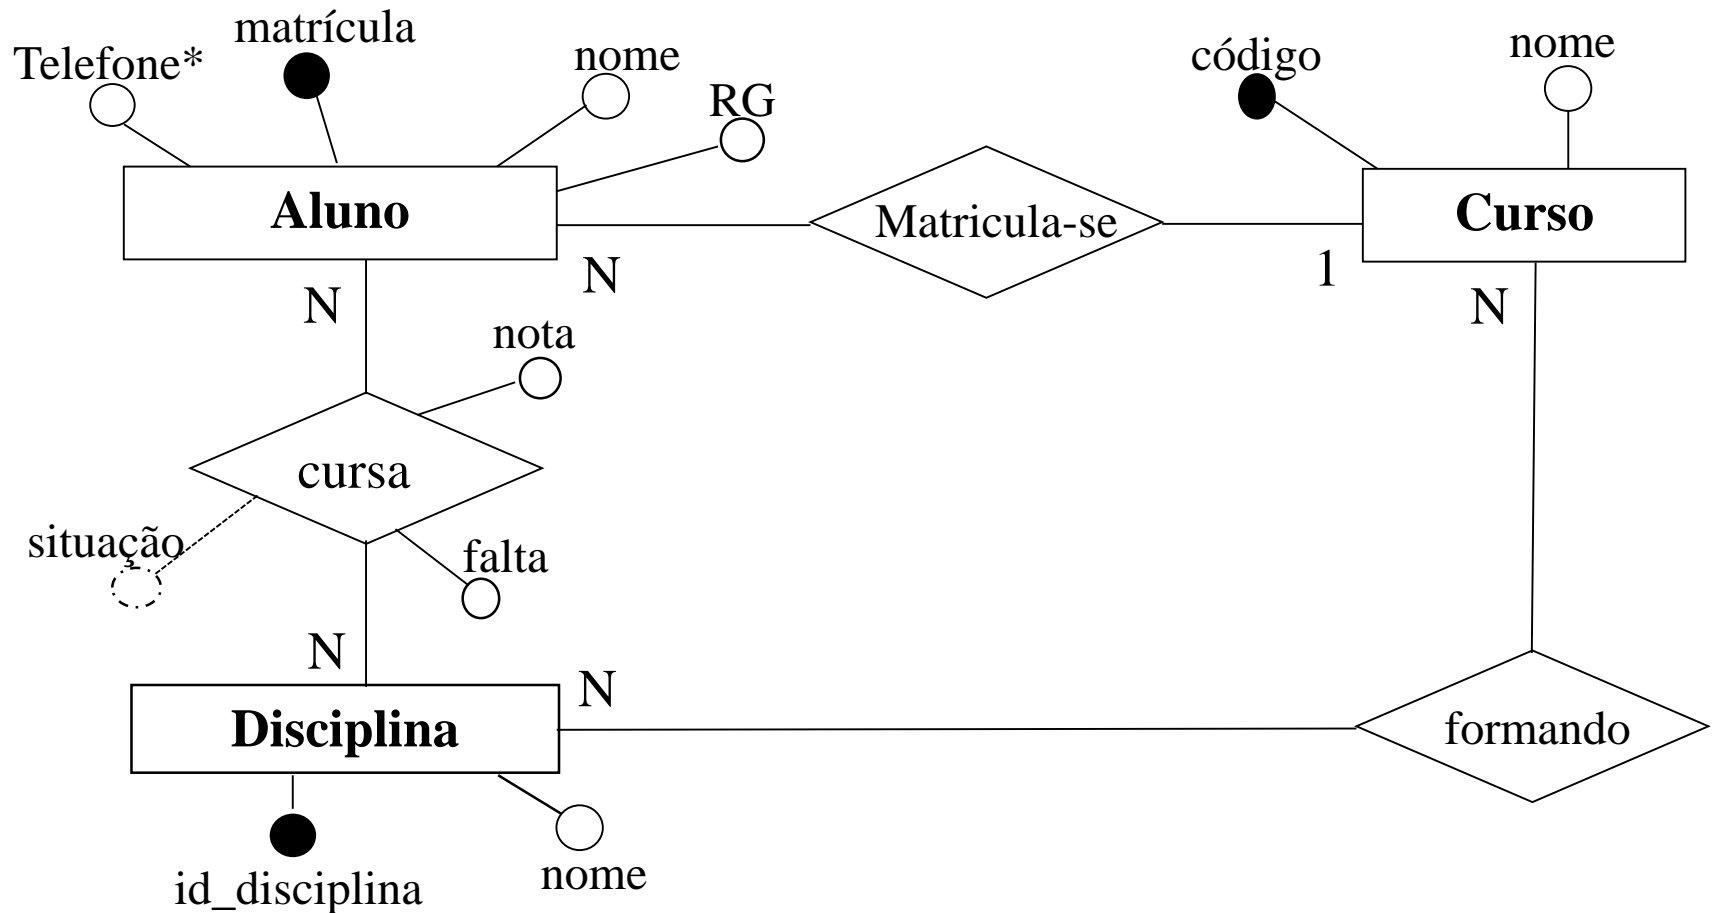 matrícula
Telefone*
nome
RG
código
nome
Aluno
Matricula-se
Curso
N
1
N
N
nota
cursa
situação
falta
N
N
Disciplina
formando
id_disciplina
nome